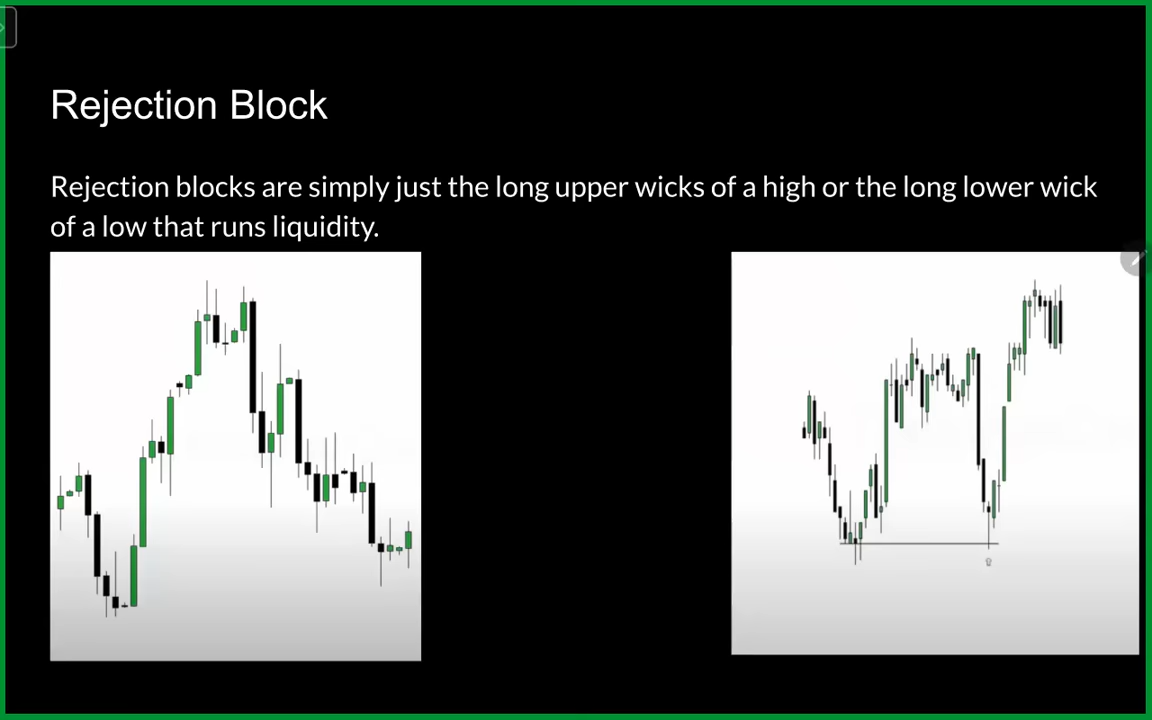 Rejection Block
Rejection blocks are simply just the long upper wicks of a high or the long lower wick
of a low that runs liquidity.